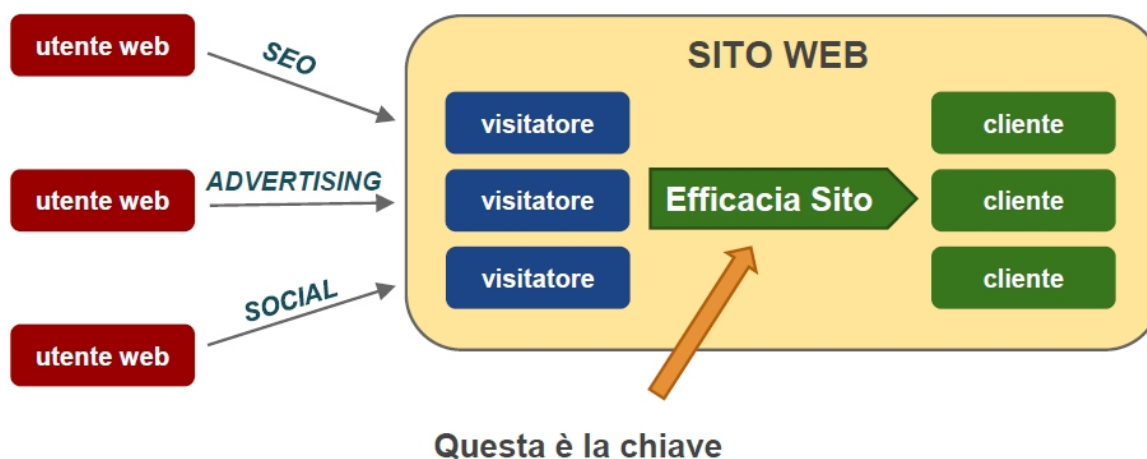 utente web
SEO
utente web
ADVERTISING
utente web
SOCIAL
SITO WEB
visitatore
visitatore
visitatore
Efficacia Sito
cliente
cliente
cliente
Questa è la chiave